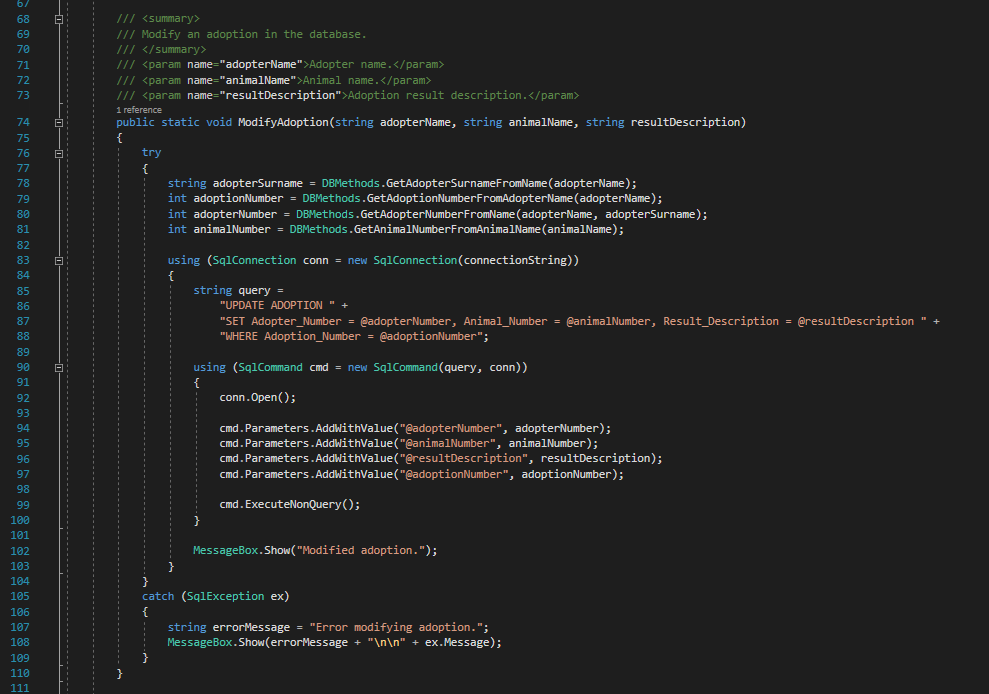 67
68 /// <summary>
69 /// Modify an adoption in the database.
70 /// </summary>
71 /// <param name="adopterName">Adopter name.</param>
72 /// <param name="animalName">Animal name.</param>
73 /// <param name="resultDescription">Adoption result description.</param>
1 reference
74 public static void ModifyAdoption(string adopterName, string animalName, string resultDescription)
75 {
76 try
77 {
78 string adopterSurname = DBMethods.GetAdopterSurnameFromName(adopterName);
79 int adoptionNumber = DBMethods.GetAdoptionNumberFromAdopterName(adopterName);
80 int adopterNumber = DBMethods.GetAdopterNumberFromName(adopterName, adopterSurname);
81 int animalNumber = DBMethods.GetAnimalNumberFromAnimalName(animalName);
82
83 using (SqlConnection conn = new SqlConnection(connectionString))
84 {
85 string query =
86 "UPDATE ADOPTION " +
87 "SET Adopter_Number = @adopterNumber, Animal_Number = @animalNumber, Result_Description = @resultDescription " +
88 "WHERE Adoption_Number = @adoptionNumber";
89
90 using (SqlCommand cmd = new SqlCommand(query, conn))
91 {
92 conn.Open();
93
94 cmd.Parameters.AddWithValue("@adopterNumber", adopterNumber);
95 cmd.Parameters.AddWithValue("@animalNumber", animalNumber);
96 cmd.Parameters.AddWithValue("@resultDescription", resultDescription);
97 cmd.Parameters.AddWithValue("@adoptionNumber", adoptionNumber);
98
99 cmd.ExecuteNonQuery();
100 }
101
102 MessageBox.Show("Modified adoption.");
103 }
104 }
105 catch (SqlException ex)
106 {
107 string errorMessage = "Error modifying adoption.";
108 MessageBox.Show(errorMessage + "\n\n" + ex.Message);
109 }
110 }
111